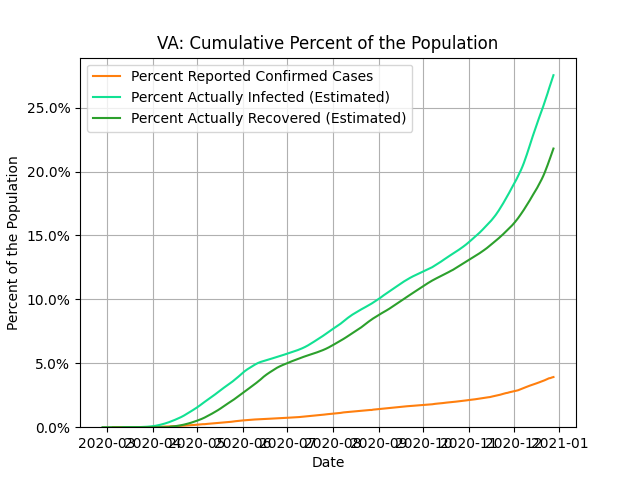 VA: Cumulative Percent of the Population
Percent Reported Confirmed Cases
Percent Actually Infected (Estimated)
Percent Actually Recovered (Estimated)
Percent of the Population
25.0%
20.0%
15.0%
10.0%
5.0%
0.0%
2020-03 2020-04 2020-05 2020-06 2020-07 2020-08 2020-09 2020-10 2020-11 2020-12 2021-01
Date